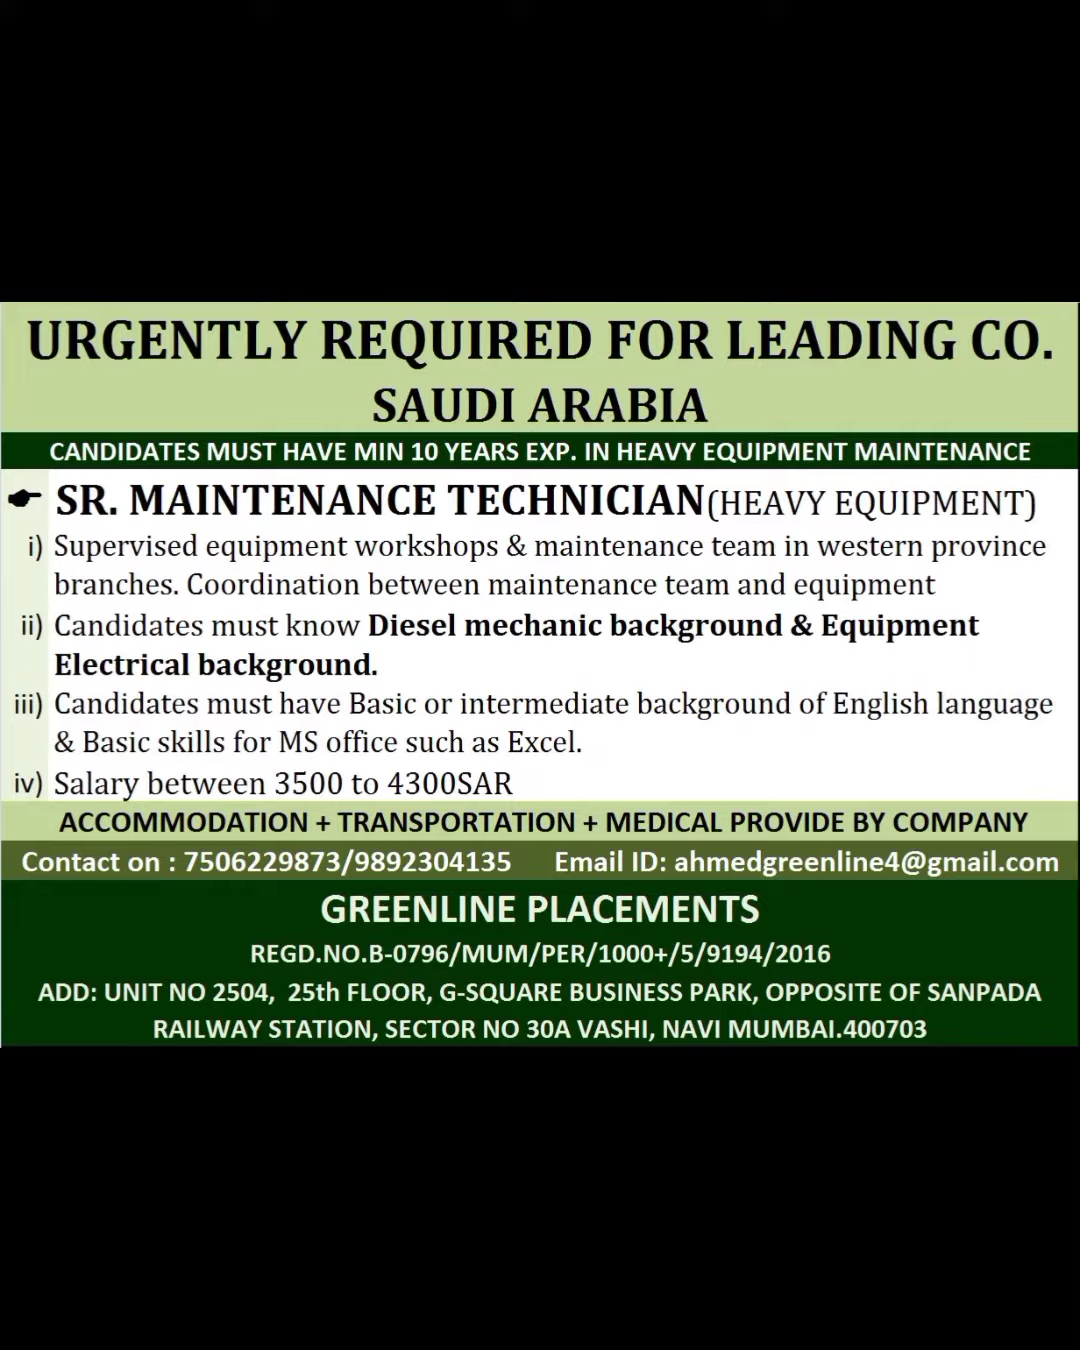 URGENTLY REQUIRED FOR LEADING CO.
SAUDI ARABIA
CANDIDATES MUST HAVE MIN 10 YEARS EXP. IN HEAVY EQUIPMENT MAINTENANCE
SR. MAINTENANCE TECHNICIAN(HEAVY EQUIPMENT)
i) Supervised equipment workshops & maintenance team in western province
branches. Coordination between maintenance team and equipment
ii) Candidates must know Diesel mechanic background & Equipment
Electrical background.
iii) Candidates must have Basic or intermediate background of English language
& Basic skills for MS office such as Excel.
iv) Salary between 3500 to 4300SAR
ACCOMMODATION + TRANSPORTATION + MEDICAL PROVIDE BY COMPANY
Contact on : 7506229873/9892304135 Email ID: ahmedgreenline4@gmail.com
GREENLINE PLACEMENTS
REGD.NO.B-0796/MUM/PER/1000+/5/9194/2016
ADD: UNIT NO 2504, 25th FLOOR, G-SQUARE BUSINESS PARK, OPPOSITE OF SANPADA
RAILWAY STATION, SECTOR NO 30A VASHI, NAVI MUMBAI.400703